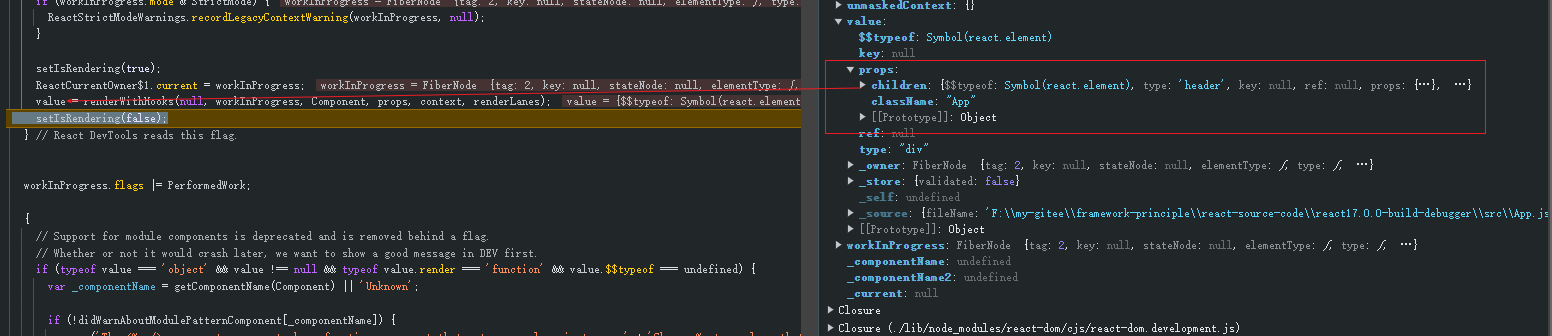 if (workInProgress.mode & StrictMode) { workInProgress = FiberNode {tag: 2, key: null, stateNode: null, elementType: ƒ, type:
ReactStrictModeWarnings.recordLegacyContextWarning(workInProgress, null);
}
setIsRendering(true);
ReactCurrentOwner$1.current = workInProgress; workInProgress = FiberNode {tag: 2, key: null, stateNode: null, elementType: ƒ,
value = renderWithHooks(null, workInProgress, Component, props, context, renderLanes); value = {$$typeof: Symbol(react.element
setIsRendering(false);
} // React DevTools reads this flag.
workInProgress.flags |= PerformedWork;
{
// Support for module components is deprecated and is removed behind a flag.
// Whether or not it would crash later, we want to show a good message in DEV first.
if (typeof value === 'object' && value !== null && typeof value.render === 'function' && value.$$typeof === undefined) {
var _componentName = getComponentName(Component) || 'Unknown';
if (!didWarnAboutModulePatternComponent[_componentName]) {
unmaskedContext: {}
value:
$$typeof: Symbol(react.element)
key: null
props:
children: {$$typeof: Symbol(react.element), type: 'header', key: null, ref: null, props: {…}, …}
className: "App"
[[Prototype]]: Object
ref: null
type: "div"
_owner: FiberNode {tag: 2, key: null, stateNode: null, elementType: ƒ, type: ƒ, …}
_store: {validated: false}
_self: undefined
_source: {fileName: 'F:\\my-gitee\\framework-principle\\react-source-code\\react17.0.0-build-debugger\\src\\App.js
[[Prototype]]: Object
workInProgress: FiberNode {tag: 2, key: null, stateNode: null, elementType: ƒ, type: ƒ, …}
_componentName: undefined
_componentName2: undefined
_current: null
Closure
Closure (./lib/node_modules/react-dom/cjs/react-dom.development.js)